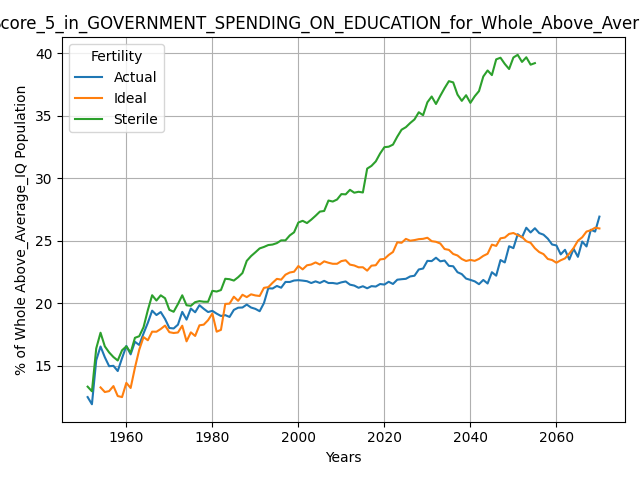 core_5_in_GOVERNMENT_SPENDING_ON_EDUCATION_for_Whole_Above_Aver
Fertility
Actual
Ideal
Sterile
% of Whole Above_Average_IQ Population
40
35
30
25
20
15
1960
1980
2000
2020
2040
2060
Years